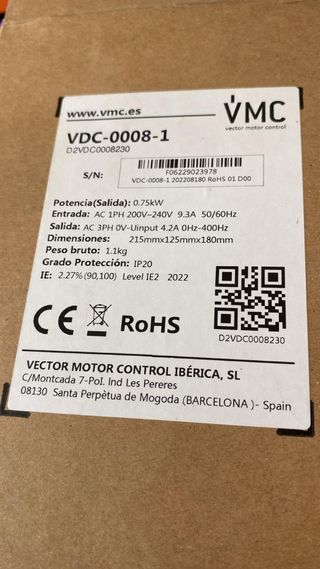 www.vmc.es
VMC
vector motor control
VDC-0008-1
D2VDC0008230
S/N:
F06229023978
VDC-0008-1 202208180 RoHS 01 D00
Potencia(Salida): 0.75kW
Entrada: AC 1PH 200V~240V 9.3A 50/60Hz
Salida: AC 3PH 0V-Uinput 4.2A 0Hz-400Hz
Dimensiones: 215mmx125mmx180mm
Peso bruto: 1.1kg
Grado Protección: IP20
IE: 2.27% (90,100) Level IE2 2022
CE RoHS
D2VDC0008230
VECTOR MOTOR CONTROL IBÉRICA, SL
C/Montcada 7-Pol. Ind Les Pereres
08130 Santa Perpètua de Mogoda (BARCELONA )- Spain